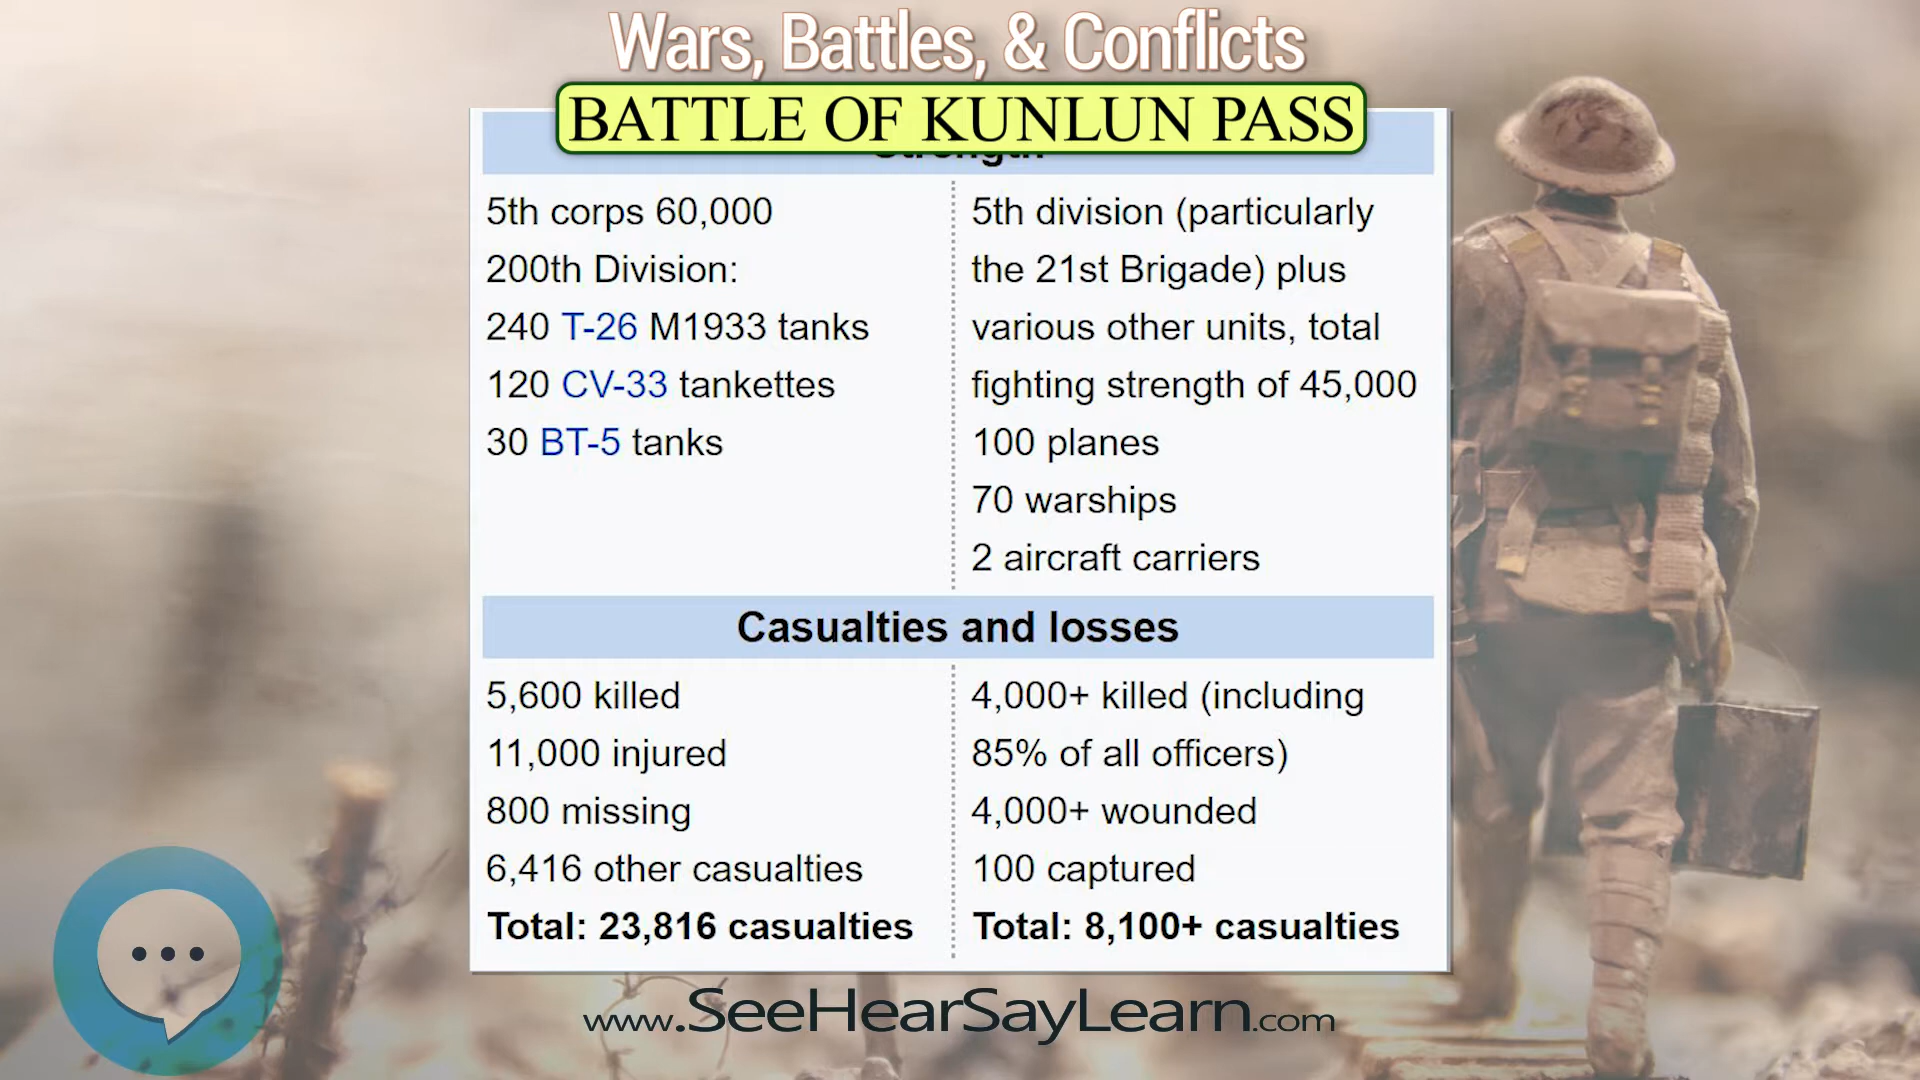 Wars, Battles, & Conflicts
BATTLE OF KUNLUN PASS
Strength
5th corps 60,000
200th Division:
240 T-26 M1933 tanks
120 CV-33 tankettes
30 BT-5 tanks
5th division (particularly
the 21st Brigade) plus
various other units, total
fighting strength of 45,000
100 planes
70 warships
2 aircraft carriers
Casualties and losses
5,600 killed
11,000 injured
800 missing
6,416 other casualties
Total: 23,816 casualties
4,000+ killed (including
85% of all officers)
4,000+ wounded
100 captured
Total: 8,100+ casualties
www.SeeHearSayLearn.com